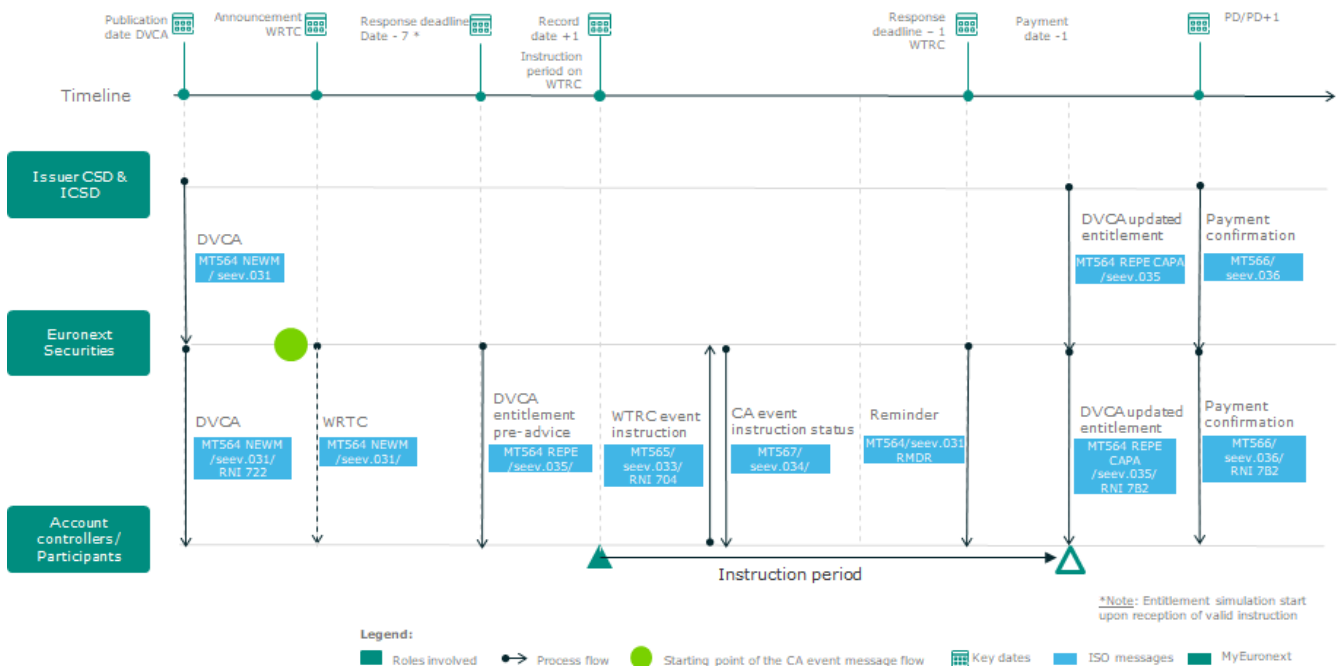 Publication
date DVCA
Announcement
WRTC
Response deadline
Date - 7 *
Record
date +1
Instruction
period on
WTRC
Response
deadline – 1
WTRC
Payment
date -1
PD/PD+1
Timeline
Issuer CSD &
ICSD
DVCA
MT564 NEWM
/ seev.031
DVCA updated
entitlement
MT564 REPE CAPA
/seev.035
Payment
confirmation
MT566/
seev.036
Euronext
Securities
DVCA
MT564 NEWM
/seev.031/
RNI 722
WRTC
MT564 NEWM
/seev.031/
DVCA
entitlement
pre-advice
MT564 REPE
/seev.035/
WTRC event
instruction
MT565/
seev.033/
RNI 704
CA event
instruction status
MT567/
seev.034/
Reminder
MT564/seev.031
RMDR
DVCA updated
entitlement
MT564 REPE
CAPA
/seev.035/
RNI 7B2
Payment
confirmation
MT566/
seev.036/
RNI 7B2
Account
controllers/
Participants
Instruction period
*Note: Entitlement simulation start
upon reception of valid instruction
Legend:
Roles involved
Process flow
Starting point of the CA event message flow
Key dates
ISO messages
MyEuronext